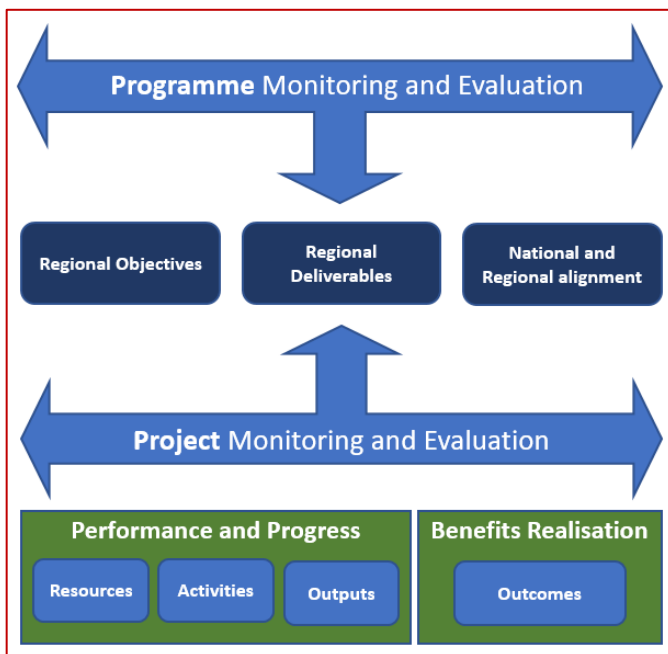 Programme Monitoring and Evaluation
Regional Objectives
Regional
Deliverables
National and
Regional alignment
Project Monitoring and Evaluation
Performance and Progress
Resources
Activities
Outputs
Benefits Realisation
Outcomes